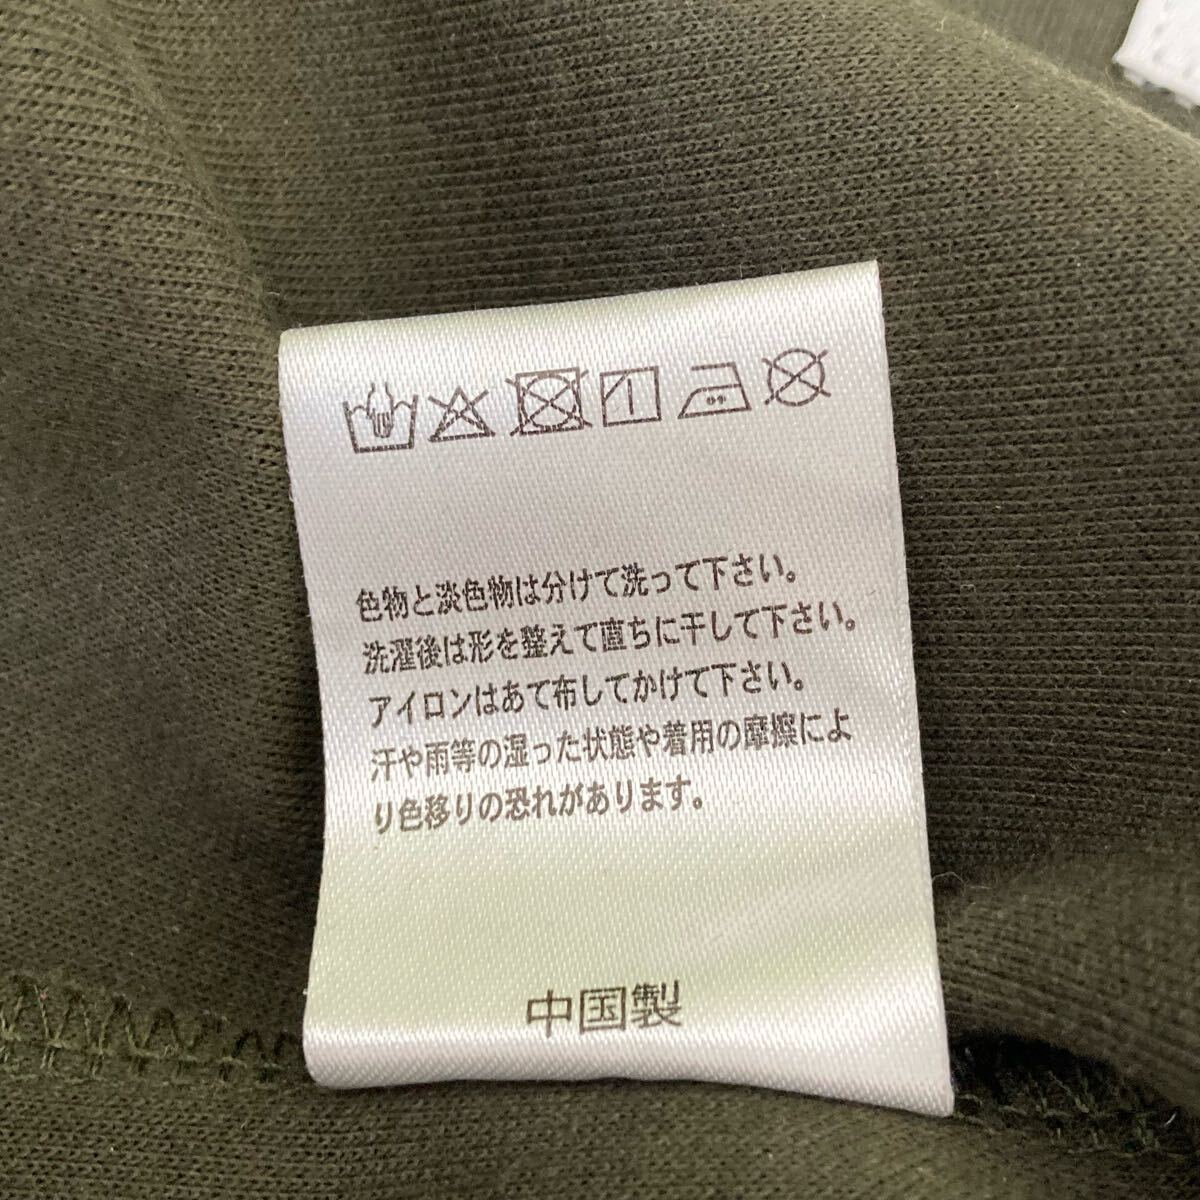 色物と淡色物は分けて洗って下さい。
洗濯後は形を整えて直ちに干して下さい。
アイロンはあて布してかけて下さい。
汗や雨等の湿った状態や着用の摩擦によ
り色移りの恐れがあります。
中国製